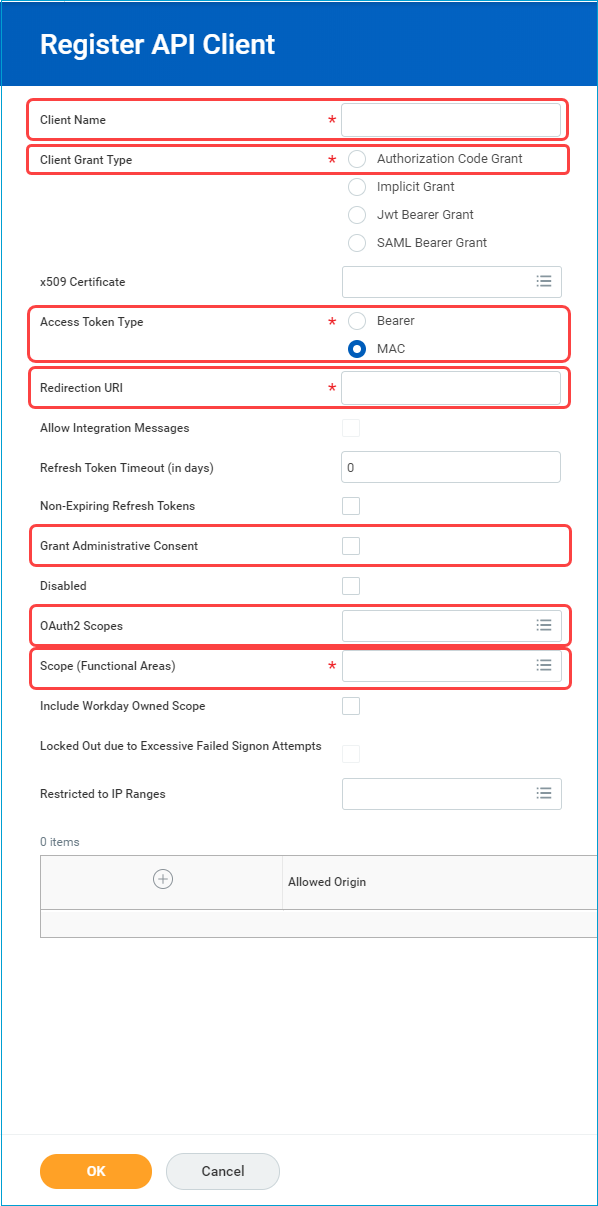 Register API Client
Client Name *
Client Grant Type * Authorization Code Grant
Implicit Grant
Jwt Bearer Grant
SAML Bearer Grant
x509 Certificate
Access Token Type * Bearer
MAC
Redirection URI *
Allow Integration Messages
Refresh Token Timeout (in days) 0
Non-Expiring Refresh Tokens
Grant Administrative Consent
Disabled
OAuth2 Scopes
Scope (Functional Areas) *
Include Workday Owned Scope
Locked Out due to Excessive Failed Signon Attempts
Restricted to IP Ranges
0 items
Allowed Origin
OK Cancel